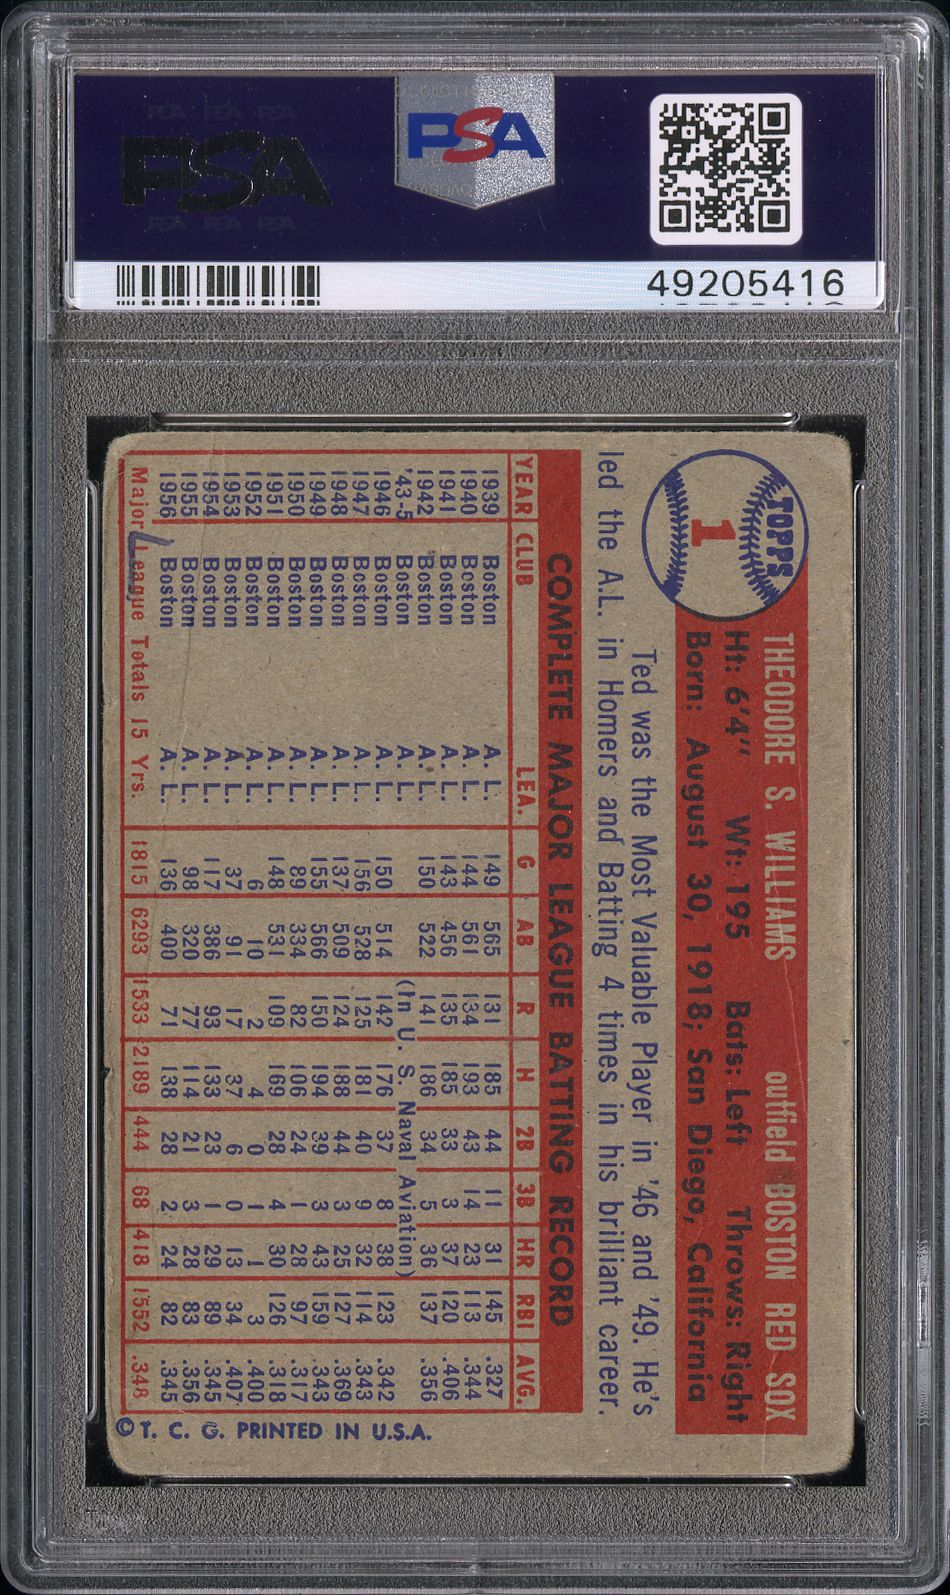 PSA
PSA
49205416
TOPPS
1
THEODORE S. WILLIAMS outfield BOSTON RED SOX
Ht: 6'4" Wt: 195 Bats: Left Throws: Right
Born: August 30, 1918; San Diego, California
Ted was the Most Valuable Player in '46 and '49. He's
led the A.L. in Homers and Batting 4 times in his brilliant career.
COMPLETE MAJOR LEAGUE BATTING RECORD
YEAR CLUB LEA. G AB R H 2B 3B HR RBI AVG.
1939 Boston A. L. 149 565 131 185 44 11 31 145 .327
1940 Boston A. L. 144 561 134 193 43 14 23 113 .344
1941 Boston A. L. 143 456 135 185 33 3 37 120 .406
1942 Boston A. L. 150 522 141 186 34 5 36 137 .356
'43-5 Boston A. L. (In U. S. Naval Aviation)
1946 Boston A. L. 150 514 142 176 37 8 38 123 .342
1947 Boston A. L. 156 528 125 181 40 9 32 114 .343
1948 Boston A. L. 137 509 124 188 44 3 25 127 .369
1949 Boston A. L. 155 566 150 194 39 3 43 159 .343
1950 Boston A. L. 89 334 82 106 24 1 28 97 .317
1951 Boston A. L. 148 531 109 169 28 4 30 126 .318
1952 Boston A. L. 6 10 2 4 0 1 1 3 .400
1953 Boston A. L. 37 91 17 37 6 0 13 34 .407
1954 Boston A. L. 117 386 93 133 23 1 29 89 .345
1955 Boston A. L. 98 320 77 114 21 3 28 83 .356
1956 Boston A. L. 136 400 71 138 28 2 24 82 .345
Major League Totals 15 Yrs. 1815 6293 1533 2189 444 68 418 1552 .348
© T. C. G. PRINTED IN U.S.A.